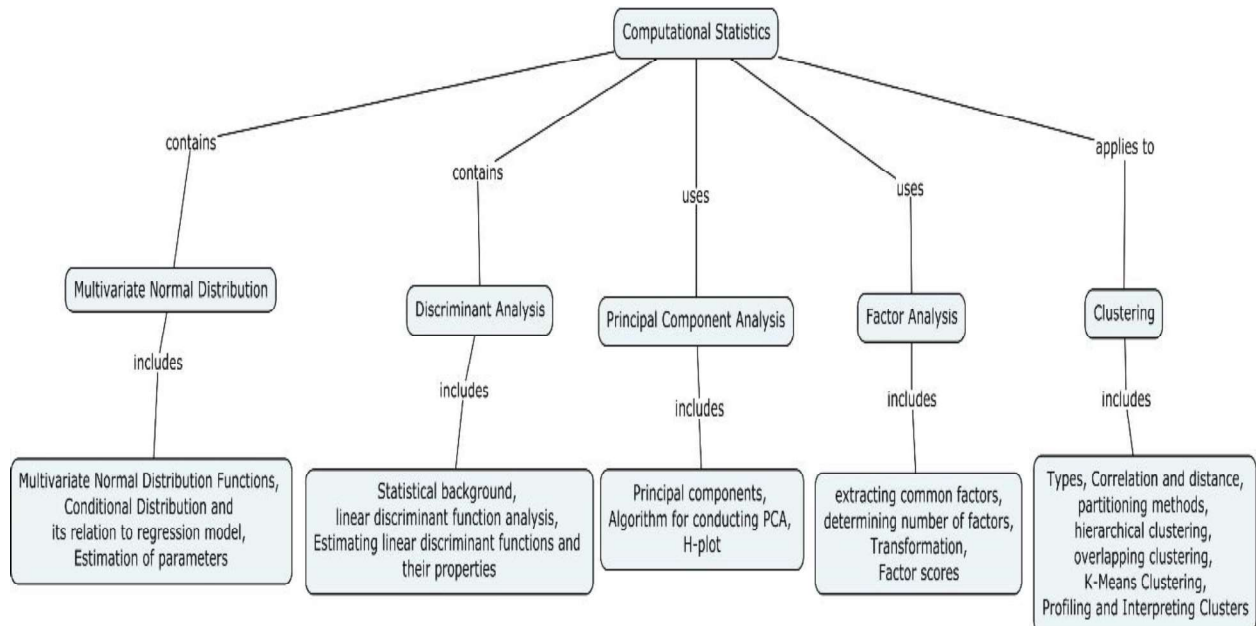 Computational Statistics
contains
contains
uses
uses
applies to
Multivariate Normal Distribution
Discriminant Analysis
Principal Component Analysis
Factor Analysis
Clustering
includes
includes
includes
includes
includes
Multivariate Normal Distribution Functions,
Conditional Distribution and
its relation to regression model,
Estimation of parameters
Statistical background,
linear discriminant function analysis,
Estimating linear discriminant functions and
their properties
Principal components,
Algorithm for conducting PCA,
H-plot
extracting common factors,
determining number of factors,
Transformation,
Factor scores
Types, Correlation and distance,
partitioning methods,
hierarchical clustering,
overlapping clustering,
K-Means Clustering,
Profiling and Interpreting Clusters